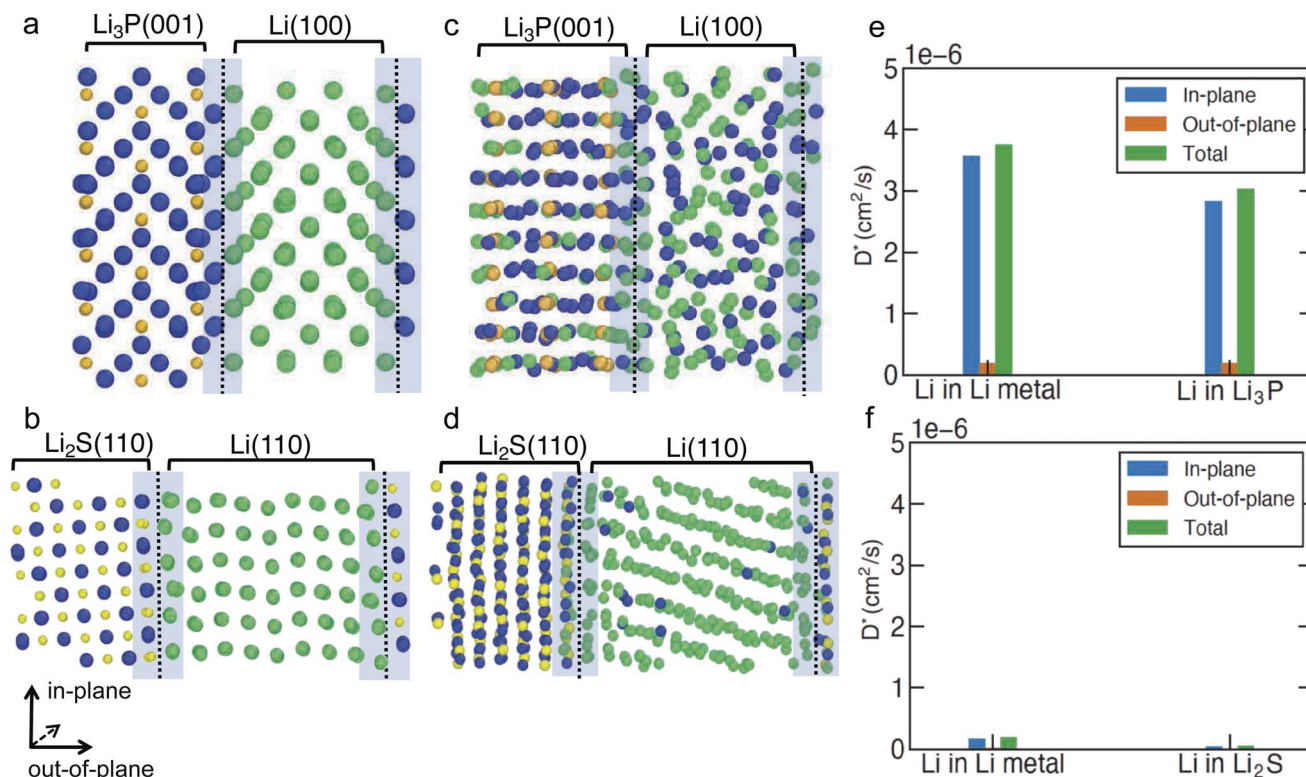 a
Li₃P(001)
Li(100)
c
Li₃P(001)
Li(100)
b
Li₂S(110)
Li(110)
d
Li₂S(110)
Li(110)
in-plane
out-of-plane
e
1e-6
5
4
3
2
1
0
D* (cm²/s)
In-plane
Out-of-plane
Total
Li in Li metal
Li in Li₃P
f
1e-6
5
4
3
2
1
0
D* (cm²/s)
In-plane
Out-of-plane
Total
Li in Li metal
Li in Li₂S